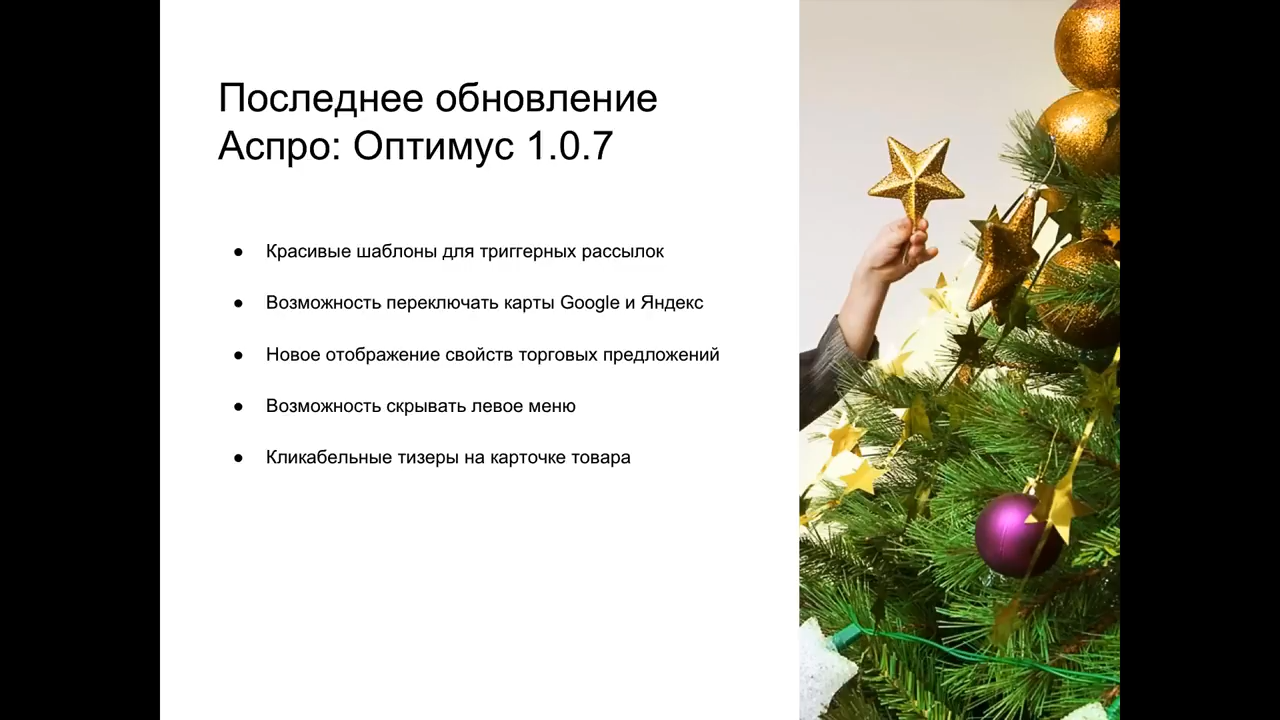 Последнее обновление
Аспро: Оптимус 1.0.7
● Красивые шаблоны для триггерных рассылок
● Возможность переключать карты Google и Яндекс
● Новое отображение свойств торговых предложений
● Возможность скрывать левое меню
● Кликабельные тизеры на карточке товара